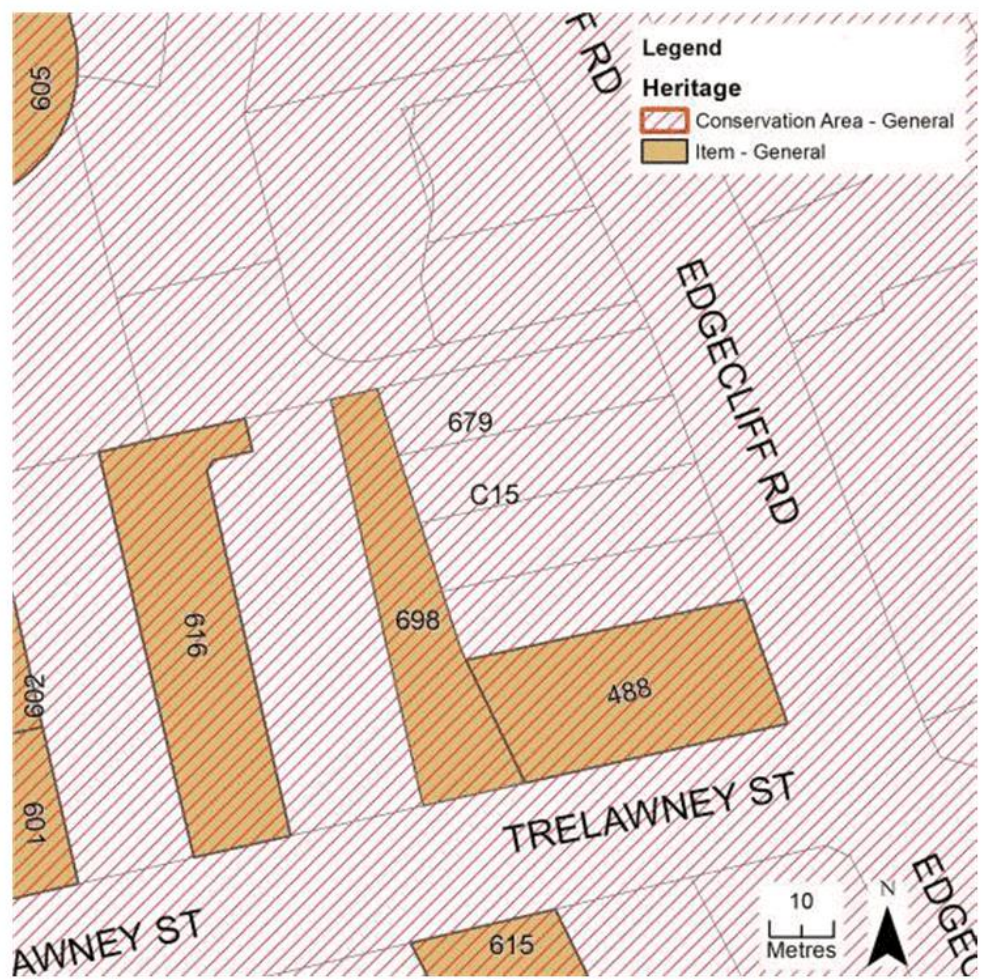 F RD
605
Legend
Heritage
Conservation Area - General
Item - General
EDGECLIFF RD
679
C15
698
616
602
488
601
TRELAWNEY ST
AWNEY ST
615
10
Metres
N
EDGEC